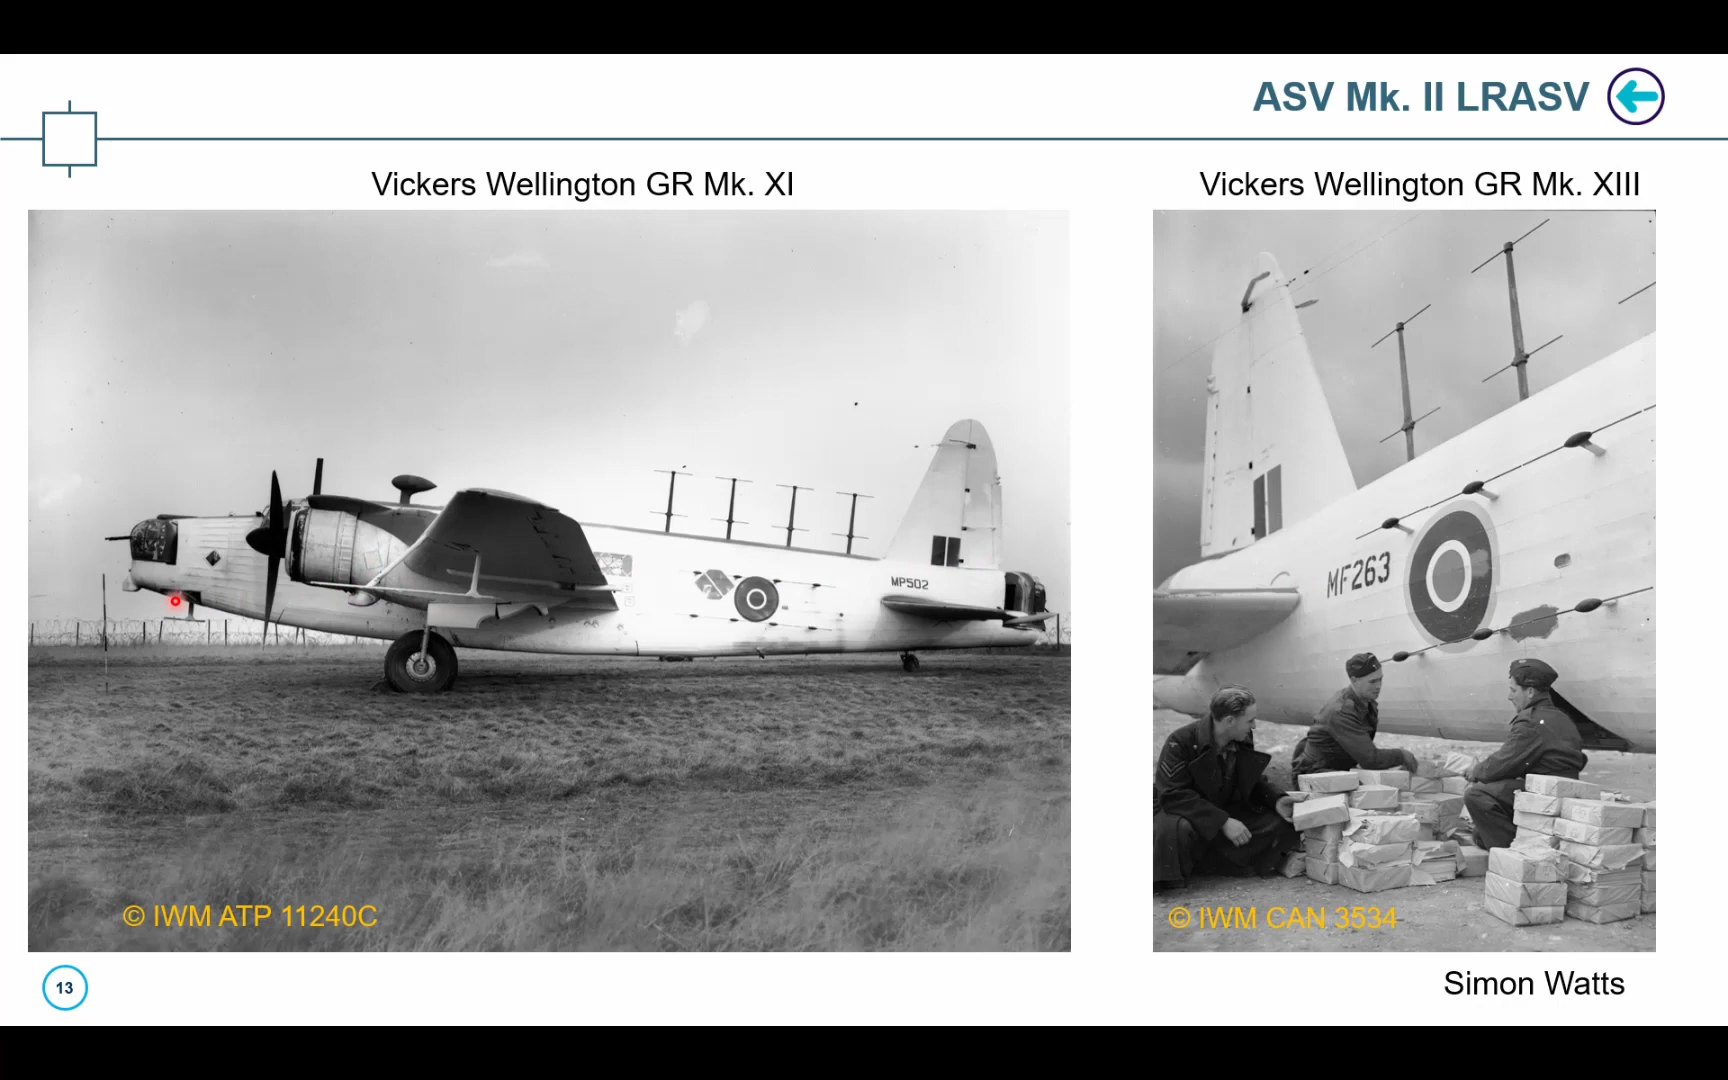 ASV Mk. II LRASV
Vickers Wellington GR Mk. XI
Vickers Wellington GR Mk. XIII
MP502
MF263
© IWM ATP 11240C
© IWM CAN 3534
13
Simon Watts